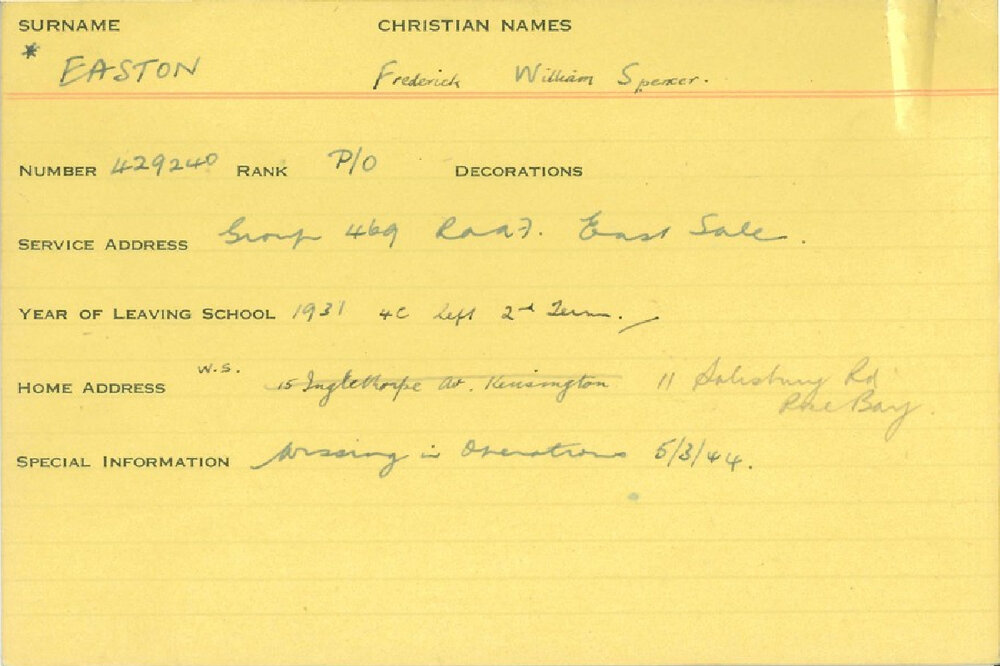 SURNAME CHRISTIAN NAMES
* EASTON Frederick William Spencer.
NUMBER 429240 RANK P/O DECORATIONS
SERVICE ADDRESS Group 469 RAAF. East Sale.
YEAR OF LEAVING SCHOOL 1931 4C Left 2nd Term.
W.S.
HOME ADDRESS 15 Inglethorpe Av. Kensington 11 Salisbury Rd
Rose Bay.
SPECIAL INFORMATION Missing in Operations 5/3/44.